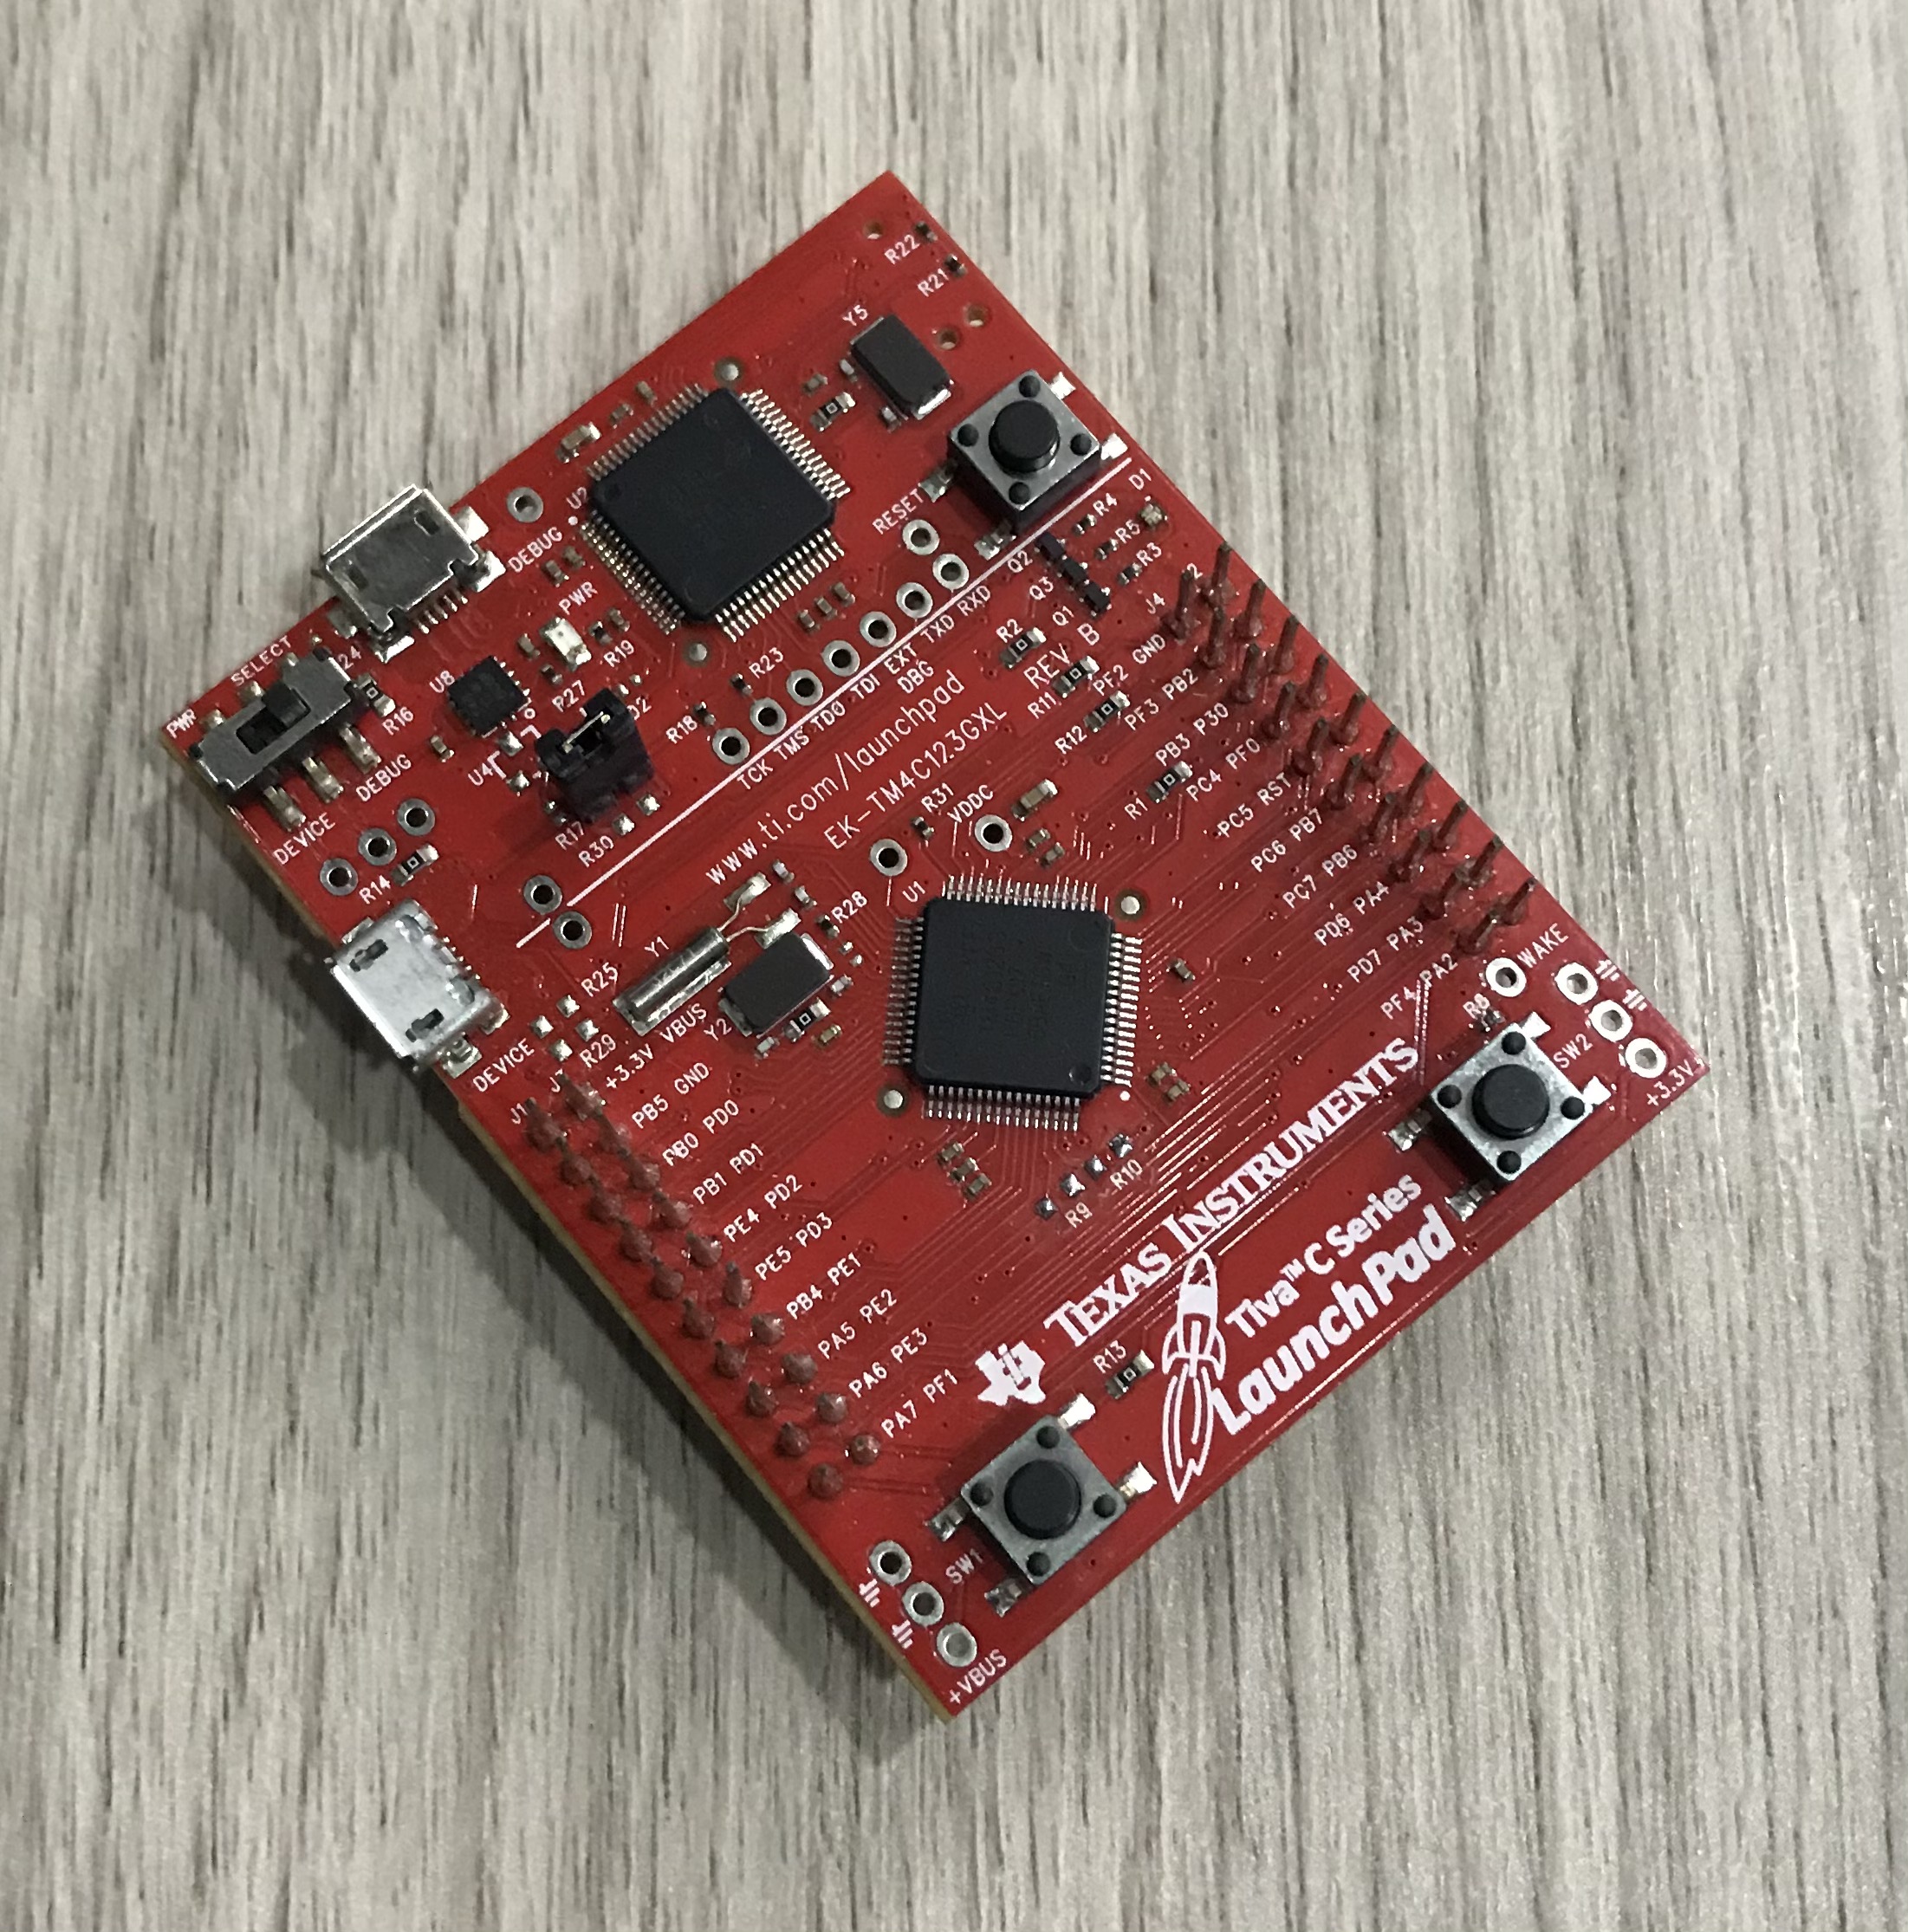 R22
R21
Y5
D1
R4
R5
R3
RESET
Q2
Q3
Q1
U2
DEBUG
PWR
R19
R23
R18
SELECT
PWR
U8
R16
R27
U4
DEBUG
DEVICE
R14
R17
R30
RXD
TXD
EXT
DBG
TCK TMS TDO TDI
www.ti.com/launchpad
EK-TM4C123GXL
REV B
R2
R11
R12
R1
R31
VDDC
U1
R28
Y1
Y2
R25
R29
DEVICE
J4
GND
PF2
PB2
PF3
PB3
PC4 PF0
PC5 RST
PC6 PB7
PC7 PB6
PD6 PA4
PD7 PA3
PF4 PA2
WAKE
R8
SW2
+3.3V
J1
+3.3V VBUS
PB5 GND
PB0 PD0
PB1 PD1
PE4 PD2
PE5 PD3
PB4 PE1
PA5 PE2
PA6 PE3
PA7 PF1
R9
R10
TEXAS INSTRUMENTS
Tiva™ C Series
LaunchPad
R13
SW1
+VBUS